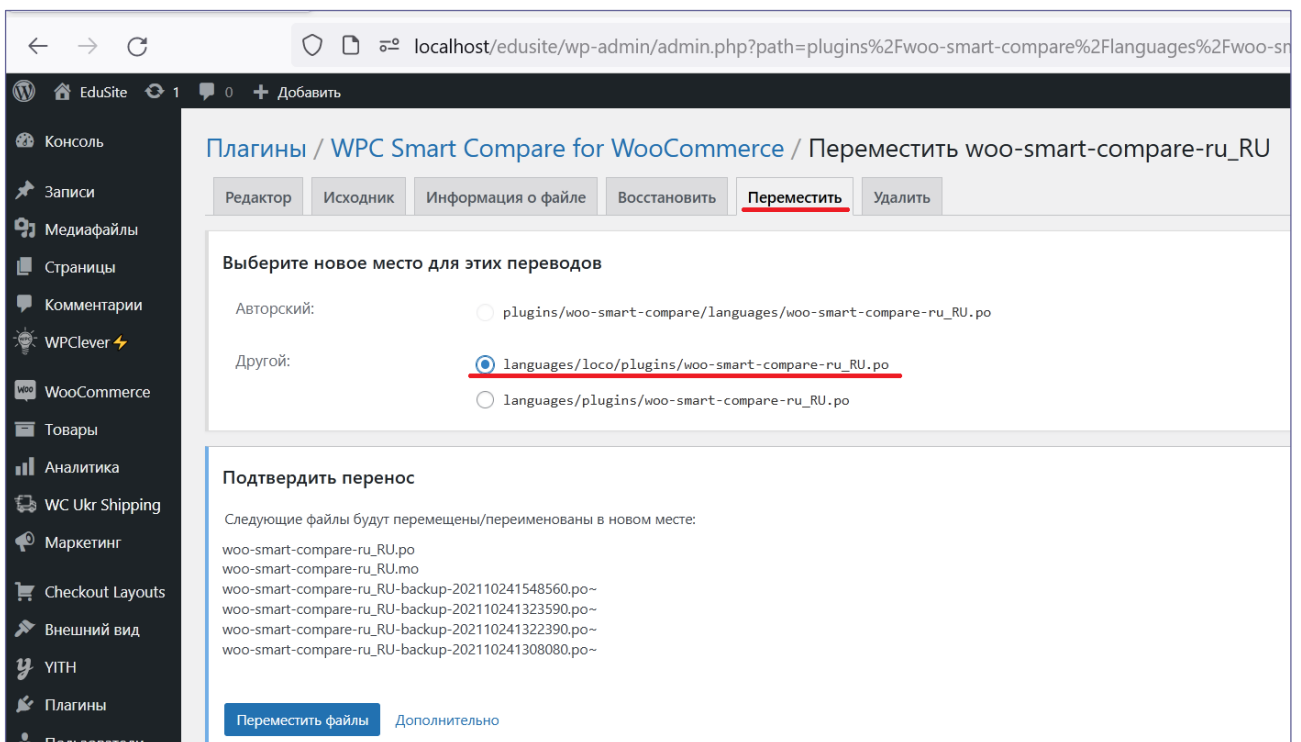 localhost/edusite/wp-admin/admin.php?path=plugins%2Fwoo-smart-compare%2Flanguages%2Fwoo-sm
EduSite 1 0 + Добавить
Консоль
Записи
Медиафайлы
Страницы
Комментарии
WPClever⚡
WooCommerce
Товары
Аналитика
WC Ukr Shipping
Маркетинг
Checkout Layouts
Внешний вид
YITH
Плагины
Пользователи
Плагины / WPC Smart Compare for WooCommerce / Переместить woo-smart-compare-ru_RU
Редактор Исходник Информация о файле Восстановить Переместить Удалить
Выберите новое место для этих переводов
Авторский: plugins/woo-smart-compare/languages/woo-smart-compare-ru_RU.po
Другой: languages/loco/plugins/woo-smart-compare-ru_RU.po
languages/plugins/woo-smart-compare-ru_RU.po
Подтвердить перенос
Следующие файлы будут перемещены/переименованы в новом месте:
woo-smart-compare-ru_RU.po
woo-smart-compare-ru_RU.mo
woo-smart-compare-ru_RU-backup-202110241548560.po~
woo-smart-compare-ru_RU-backup-202110241323590.po~
woo-smart-compare-ru_RU-backup-202110241322390.po~
woo-smart-compare-ru_RU-backup-202110241308080.po~
Переместить файлы Дополнительно